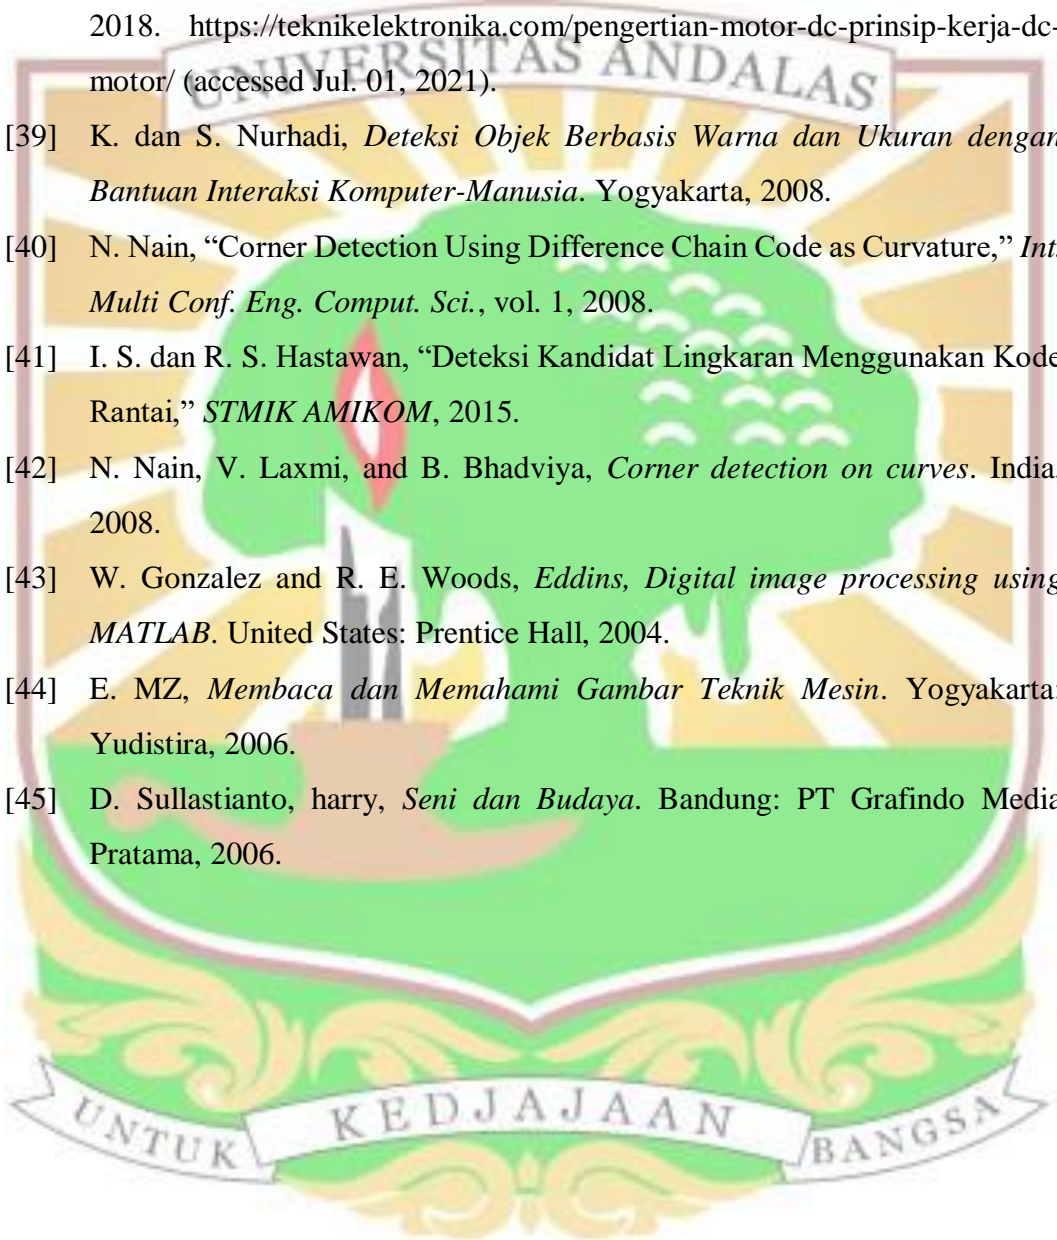 2018. https://teknikelektronika.com/pengertian-motor-dc-prinsip-kerja-dc-
UNIVERSITAS ANDALAS
motor/ (accessed Jul. 01, 2021).
[39] K. dan S. Nurhadi, Deteksi Objek Berbasis Warna dan Ukuran dengan
Bantuan Interaksi Komputer-Manusia. Yogyakarta, 2008.
[40] N. Nain, “Corner Detection Using Difference Chain Code as Curvature,” Int.
Multi Conf. Eng. Comput. Sci., vol. 1, 2008.
[41] I. S. dan R. S. Hastawan, “Deteksi Kandidat Lingkaran Menggunakan Kode
Rantai,” STMIK AMIKOM, 2015.
[42] N. Nain, V. Laxmi, and B. Bhadviya, Corner detection on curves. India,
2008.
[43] W. Gonzalez and R. E. Woods, Eddins, Digital image processing using
MATLAB. United States: Prentice Hall, 2004.
[44] E. MZ, Membaca dan Memahami Gambar Teknik Mesin. Yogyakarta:
Yudistira, 2006.
[45] D. Sullastianto, harry, Seni dan Budaya. Bandung: PT Grafindo Media
Pratama, 2006.
UNTUK KEDJAJAAN BANGSA